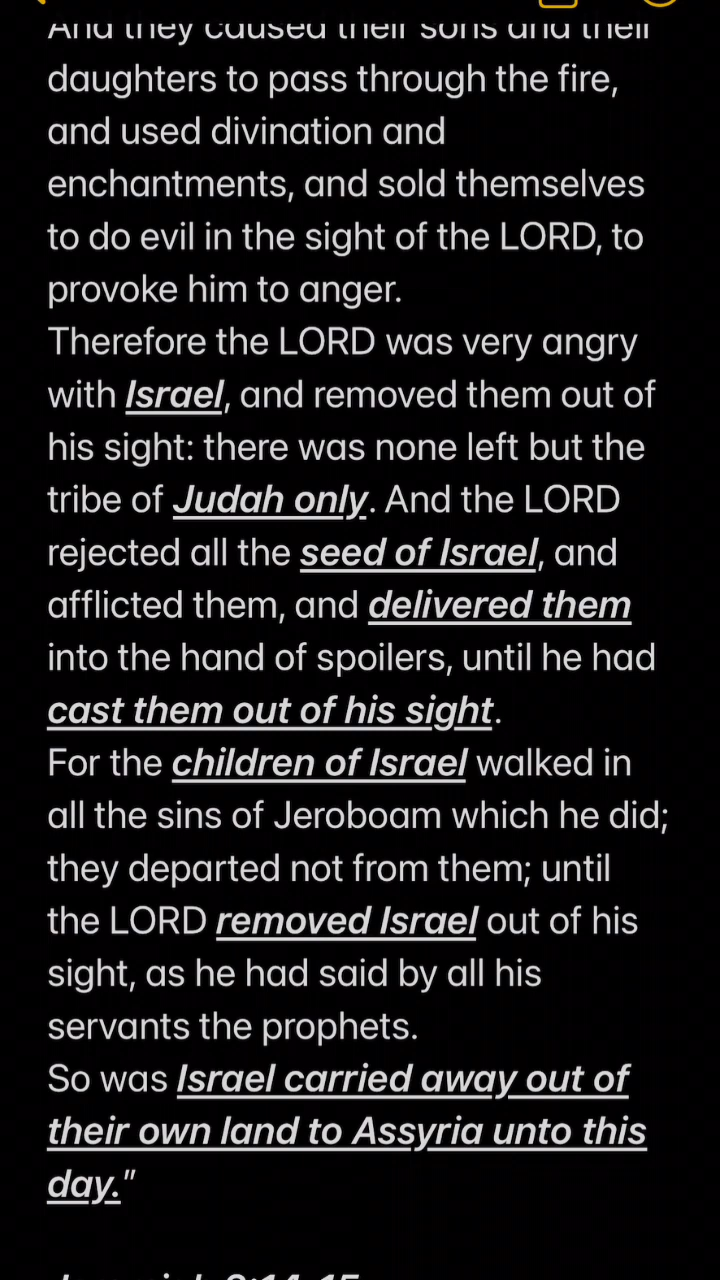 And they caused their sons and their
daughters to pass through the fire,
and used divination and
enchantments, and sold themselves
to do evil in the sight of the LORD, to
provoke him to anger.
Therefore the LORD was very angry
with Israel, and removed them out of
his sight: there was none left but the
tribe of Judah only. And the LORD
rejected all the seed of Israel, and
afflicted them, and delivered them
into the hand of spoilers, until he had
cast them out of his sight.
For the children of Israel walked in
all the sins of Jeroboam which he did;
they departed not from them; until
the LORD removed Israel out of his
sight, as he had said by all his
servants the prophets.
So was Israel carried away out of
their own land to Assyria unto this
day."